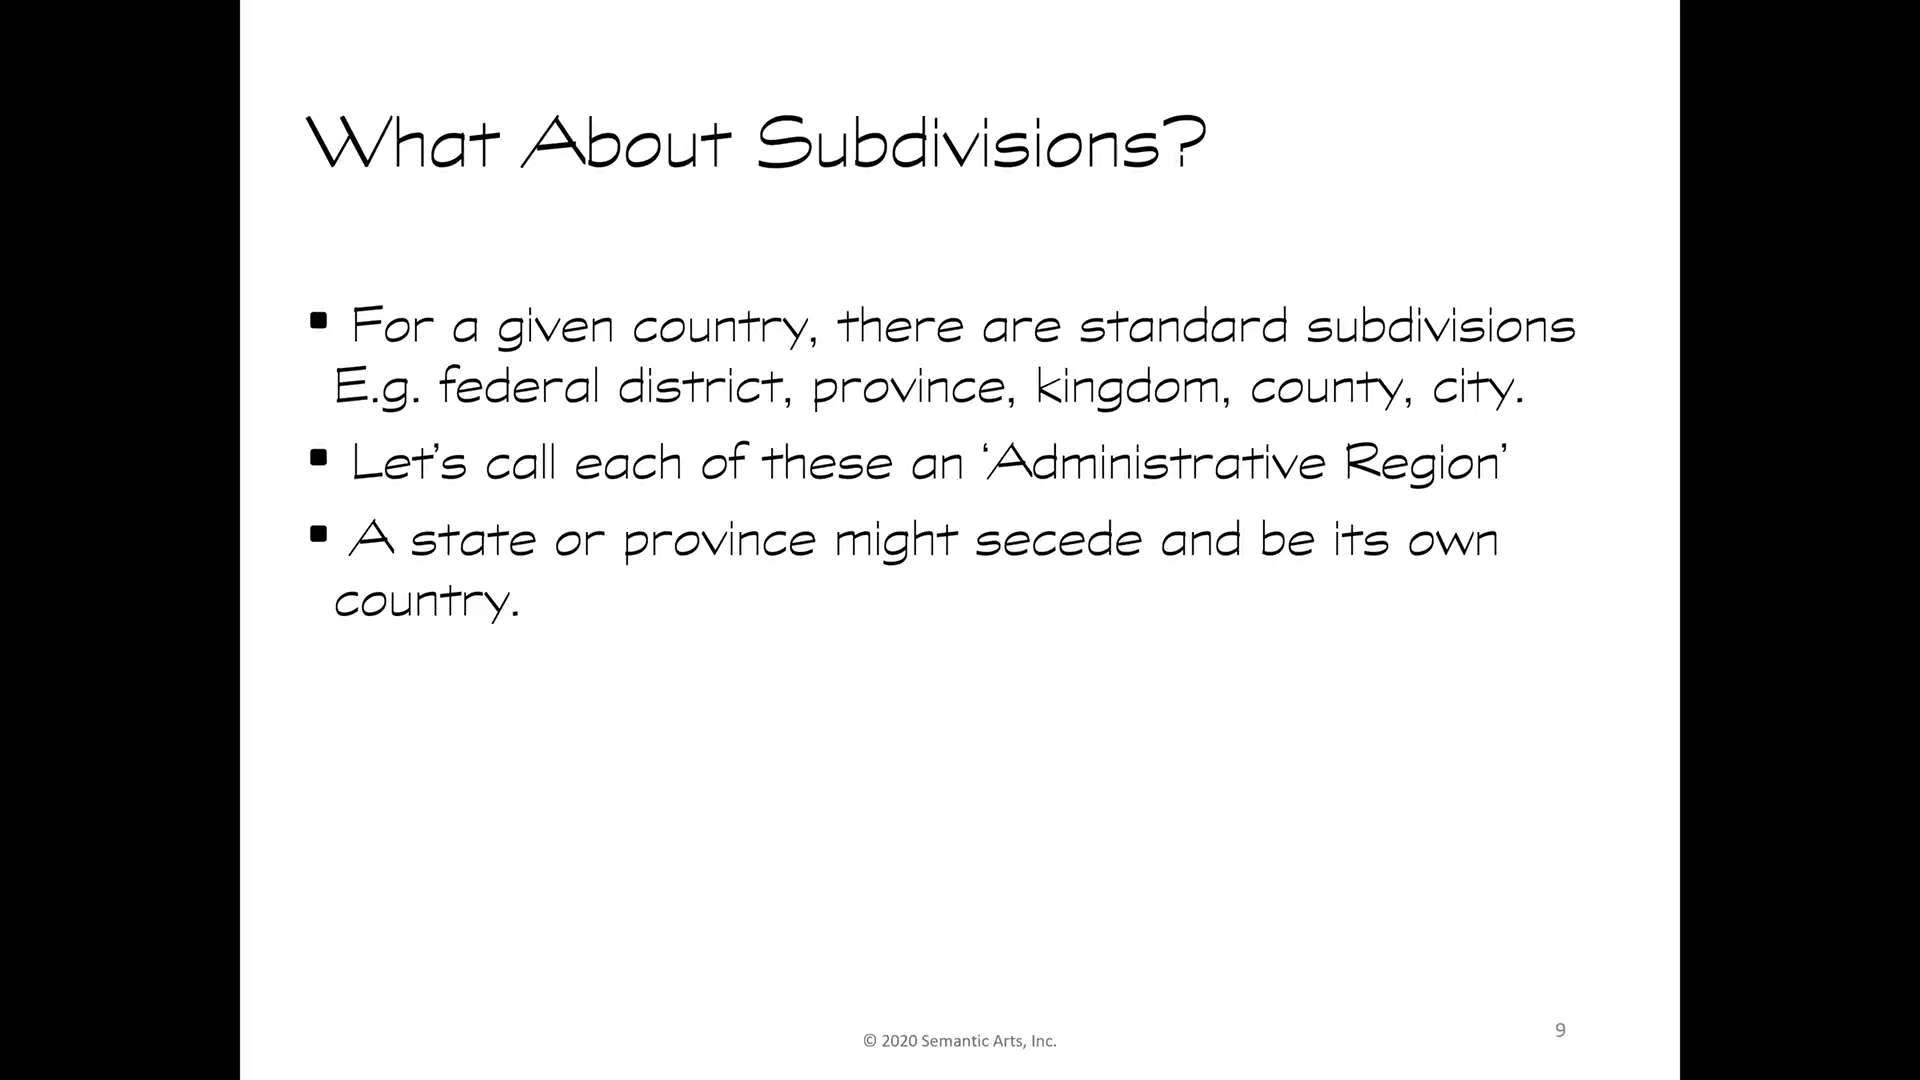 What About Subdivisions?
▪ For a given country, there are standard subdivisions
E.g. federal district, province, kingdom, county, city.
▪ Let’s call each of these an ‘Administrative Region’
▪ A state or province might secede and be its own
country.
© 2020 Semantic Arts, Inc.
9